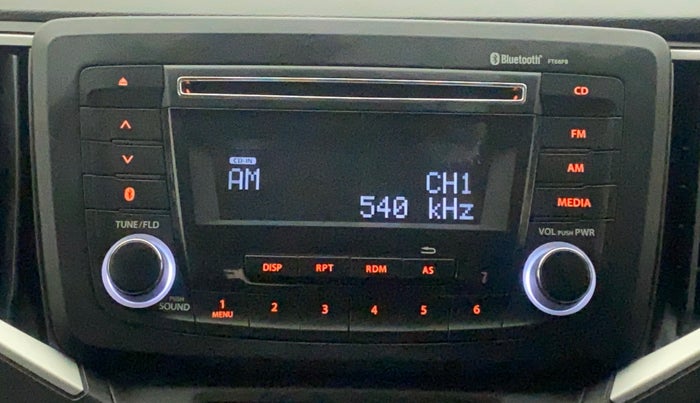 Bluetooth FT66PB
CD
FM
AM
MEDIA
CD-IN
AM CH1
540 kHz
TUNE/FLD
PUSH
SOUND
VOL PUSH PWR
DISP RPT RDM AS
1 2 3 4 5 6
MENU